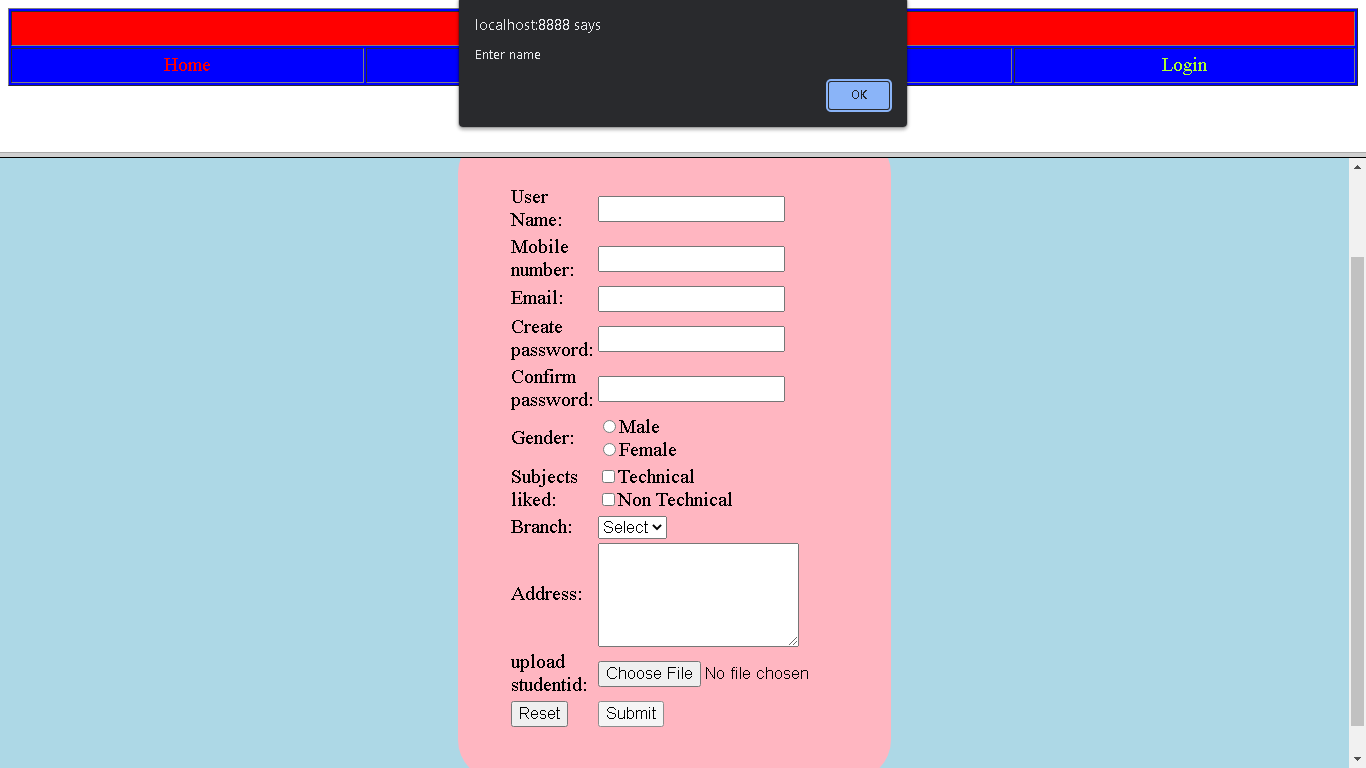 localhost:8888 says
Enter name
OK
Home
Login
User
Name:
Mobile
number:
Email:
Create
password:
Confirm
password:
Gender:
Male
Female
Subjects
liked:
Technical
Non Technical
Branch:
Select
Address:
upload
studentid:
Choose File No file chosen
Reset
Submit